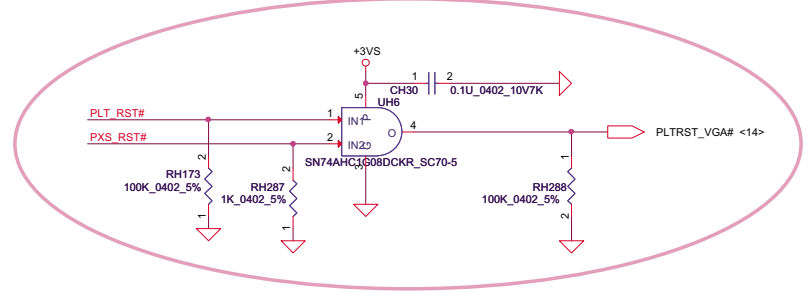 +3VS
1
2
CH30
0.1U_0402_10V7K
5
UH6
PLT_RST#
1
IN1
P
4
O
PLTRST_VGA# <14>
PXS_RST#
2
IN2
G
3
SN74AHC1G08DCKR_SC70-5
2
RH173
100K_0402_5%
1
2
RH287
1K_0402_5%
1
1
RH288
100K_0402_5%
2